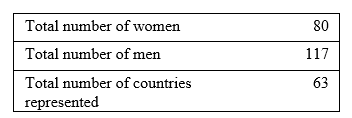 Total number of women 80
Total number of men 117
Total number of countries 63
represented